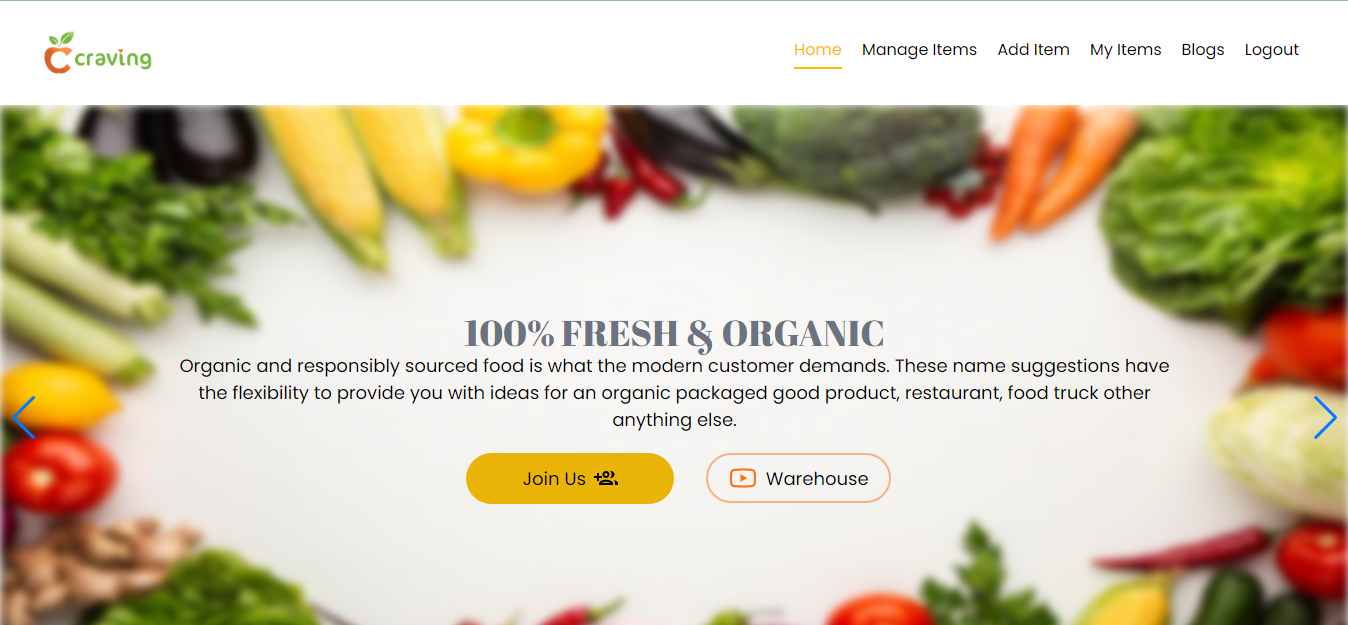 craving
Home Manage Items Add Item My Items Blogs Logout
100% FRESH & ORGANIC
Organic and responsibly sourced food is what the modern customer demands. These name suggestions have
the flexibility to provide you with ideas for an organic packaged good product, restaurant, food truck other
anything else.
Join Us Warehouse